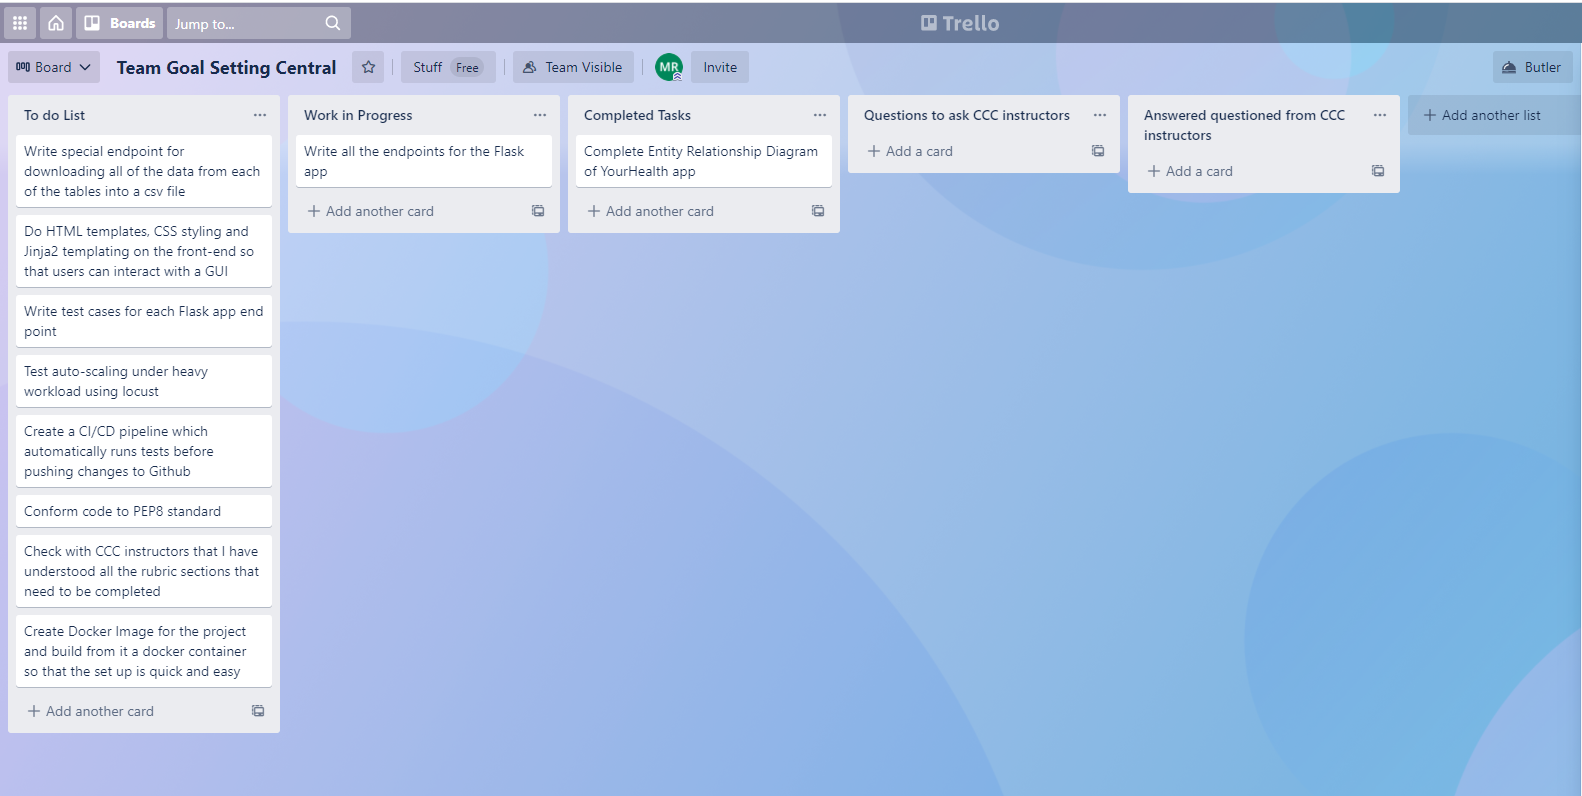 Boards
Jump to...
Trello
Board
Team Goal Setting Central
Stuff Free
Team Visible
MR
Invite
Butler
To do List
Write special endpoint for
downloading all of the data from each
of the tables into a csv file
Do HTML templates, CSS styling and
Jinja2 templating on the front-end so
that users can interact with a GUI
Write test cases for each Flask app end
point
Test auto-scaling under heavy
workload using locust
Create a CI/CD pipeline which
automatically runs tests before
pushing changes to Github
Conform code to PEP8 standard
Check with CCC instructors that I have
understood all the rubric sections that
need to be completed
Create Docker Image for the project
and build from it a docker container
so that the set up is quick and easy
+ Add another card
Work in Progress
Write all the endpoints for the Flask
app
+ Add another card
Completed Tasks
Complete Entity Relationship Diagram
of YourHealth app
+ Add another card
Questions to ask CCC instructors
+ Add a card
Answered questioned from CCC
instructors
+ Add a card
+ Add another list